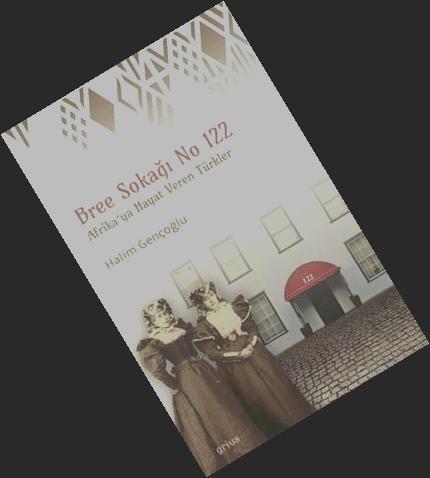 Bree Sokağı No 122
Afrika'ya Hayat Veren Türkler
Halim Gençoğlu
122
grius